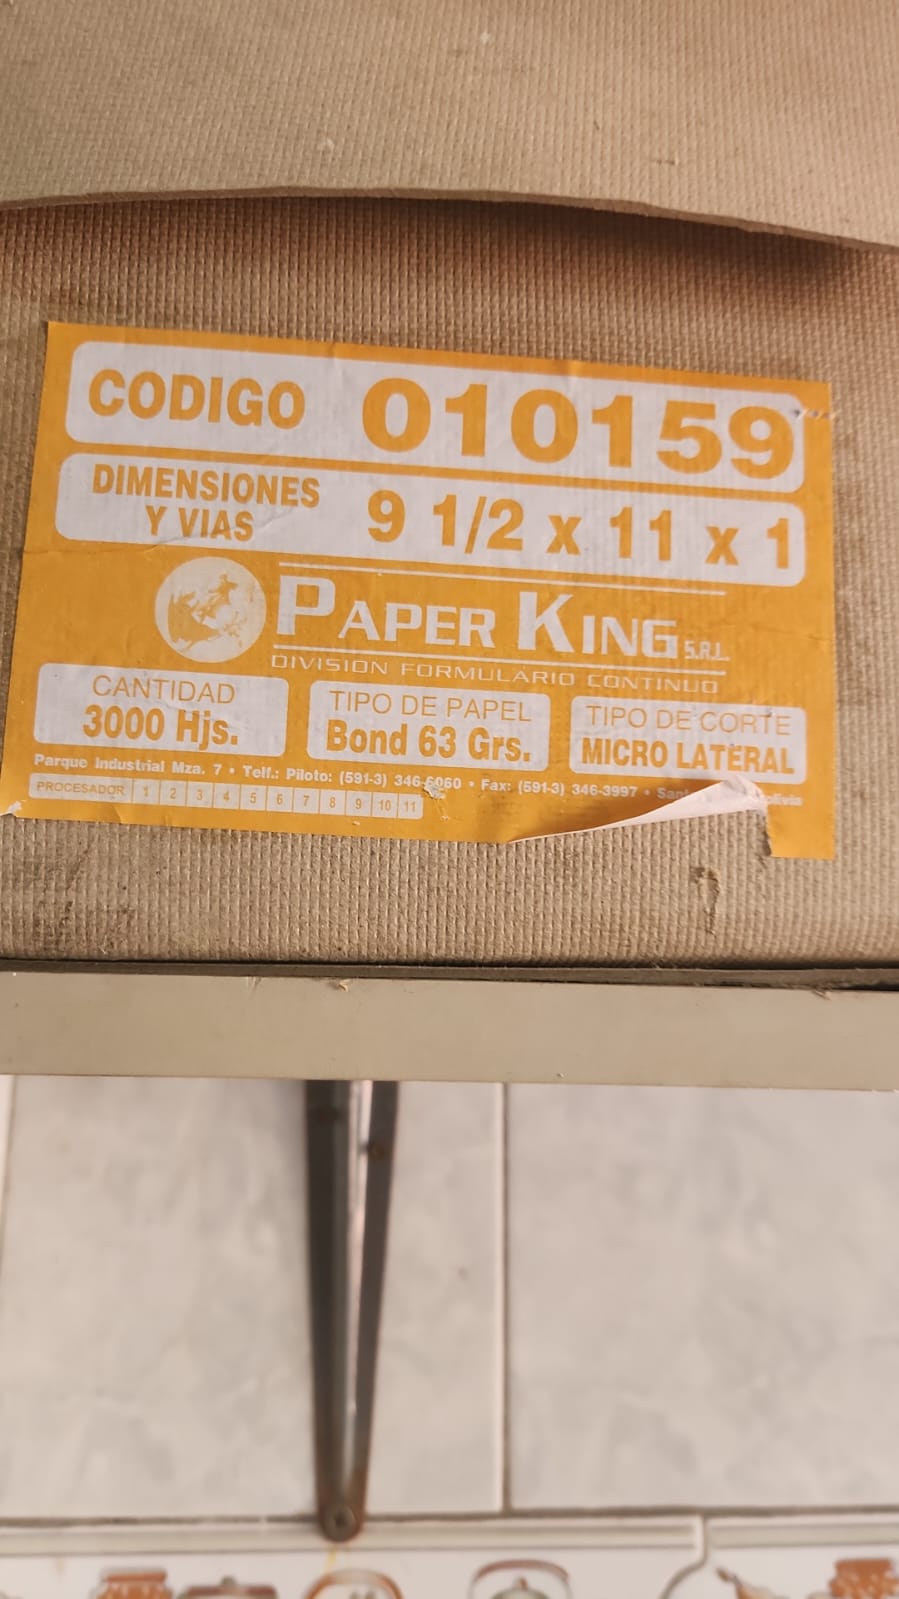 CODIGO 010159
DIMENSIONES Y VIAS 9 1/2 x 11 x 1
PAPER KING S.R.L.
DIVISION FORMULARIO CONTINUO
CANTIDAD
3000 Hjs.
TIPO DE PAPEL
Bond 63 Grs.
TIPO DE CORTE
MICRO LATERAL
Parque Industrial Mza. 7 • Telf.: Piloto: (591-3) 346-6060 • Fax: (591-3) 346-3997 •
PROCESADOR 1 2 3 4 5 6 7 8 9 10 11